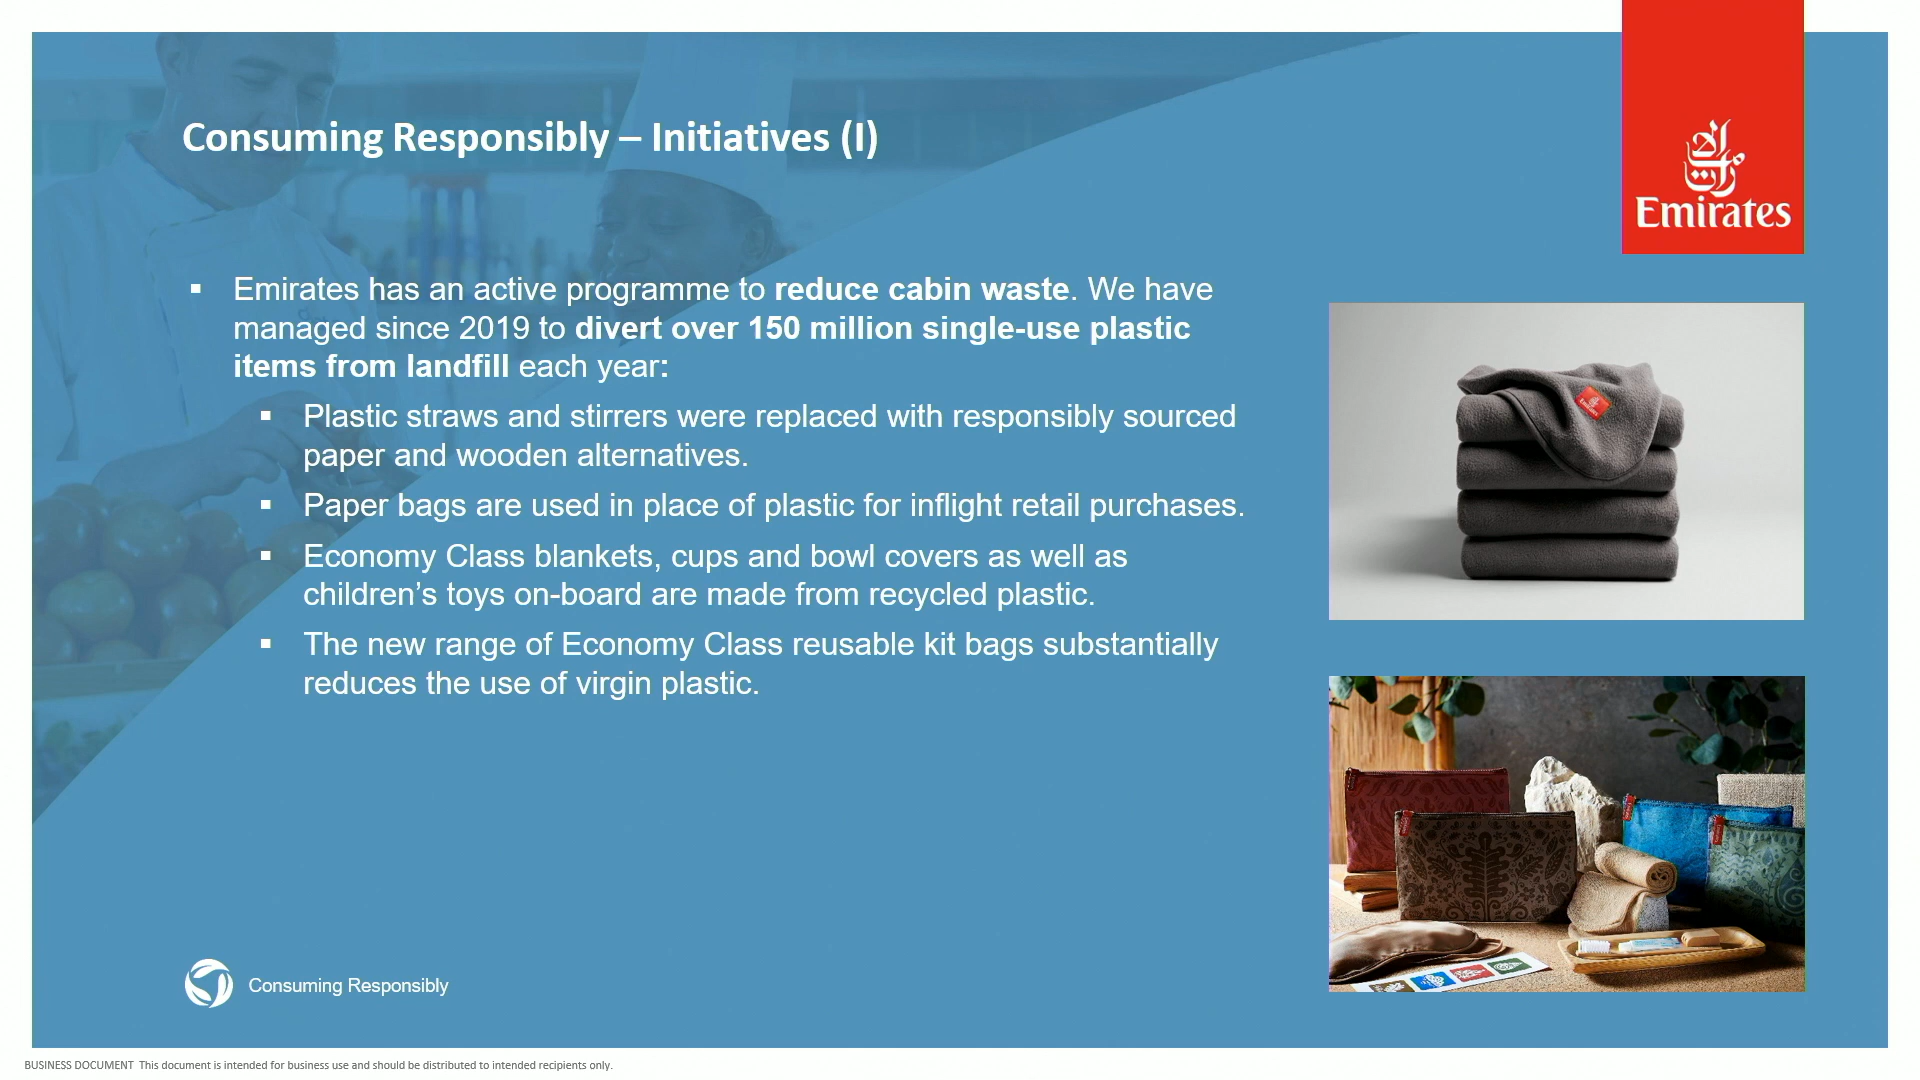 Consuming Responsibly – Initiatives (I)
Emirates
▪ Emirates has an active programme to reduce cabin waste. We have
managed since 2019 to divert over 150 million single-use plastic
items from landfill each year:
▪ Plastic straws and stirrers were replaced with responsibly sourced
paper and wooden alternatives.
▪ Paper bags are used in place of plastic for inflight retail purchases.
▪ Economy Class blankets, cups and bowl covers as well as
children’s toys on-board are made from recycled plastic.
▪ The new range of Economy Class reusable kit bags substantially
reduces the use of virgin plastic.
Emirates
Consuming Responsibly
BUSINESS DOCUMENT This document is intended for business use and should be distributed to intended recipients only.